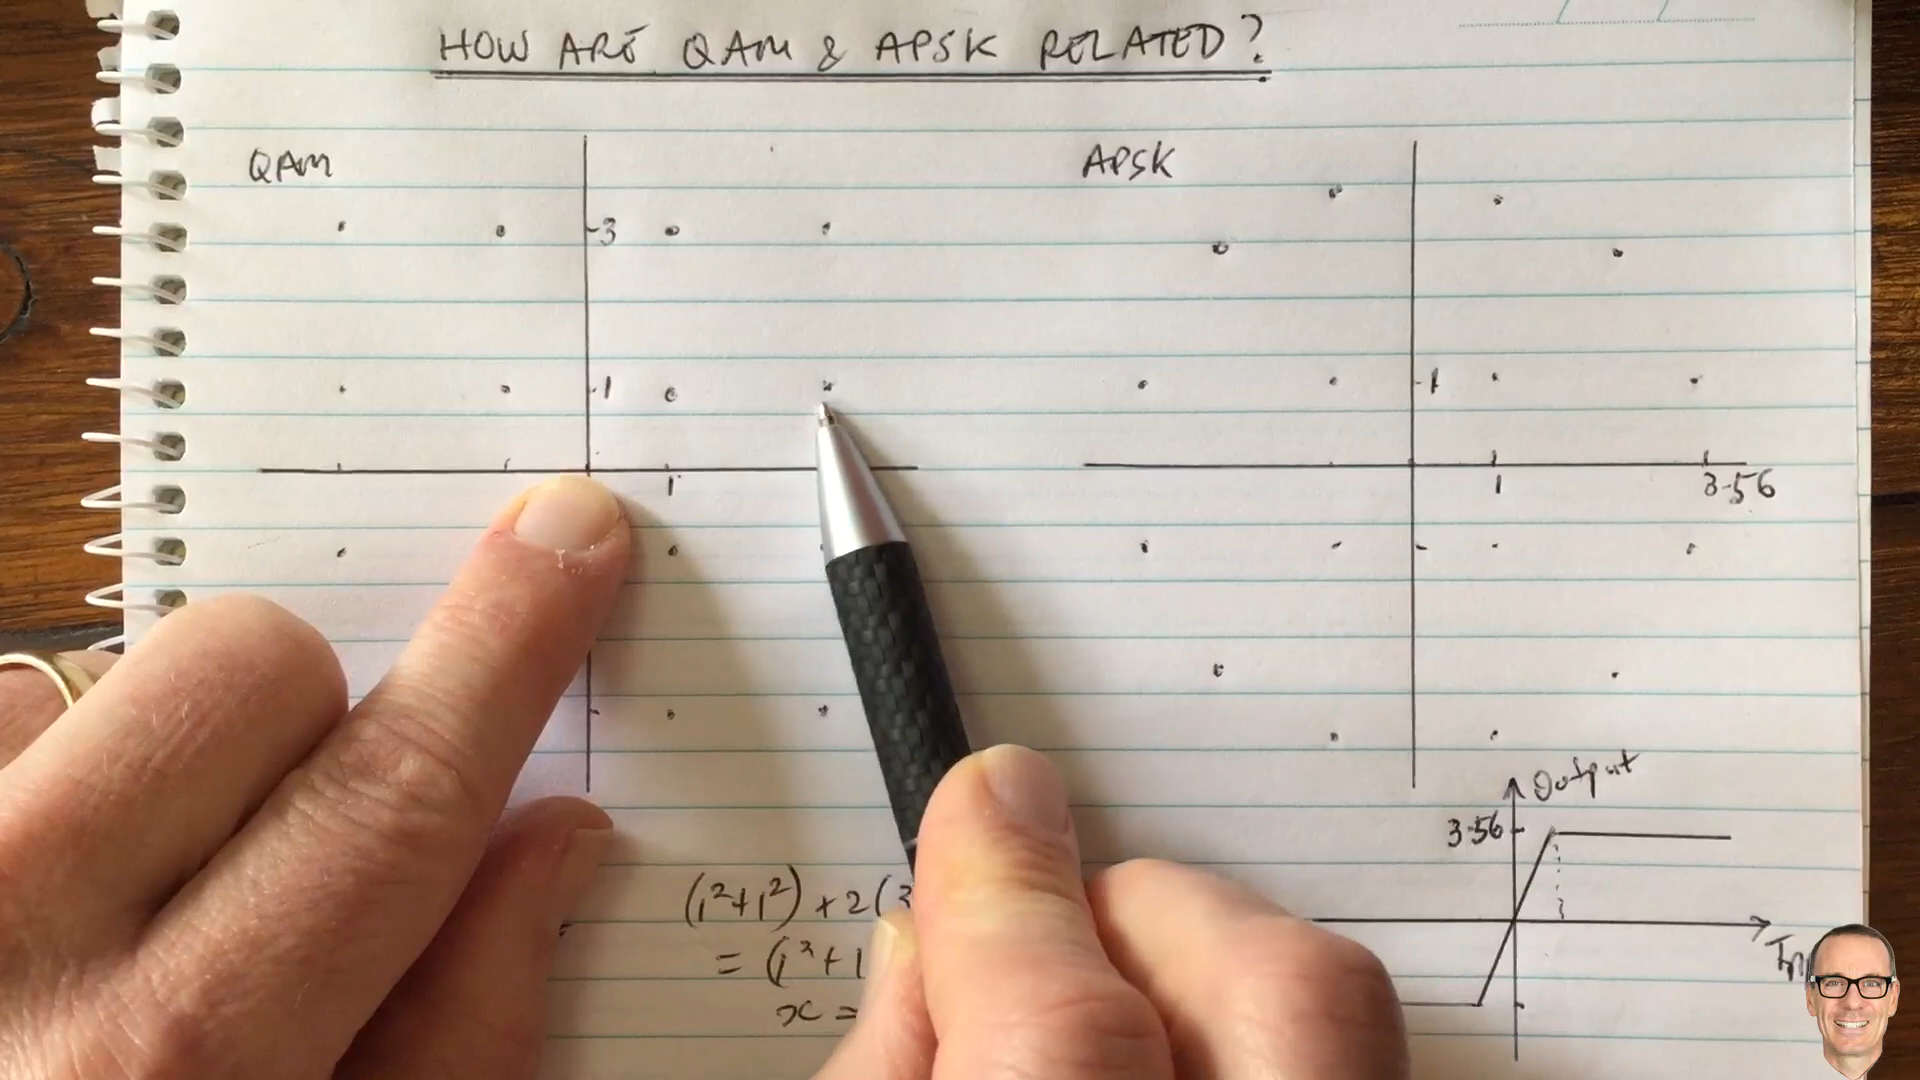 HOW ARE QAM & APSK RELATED?
QAM
3
1
1
APSK
1
1
3.56
Output
3.56
(1²+1²) + 2(3
= (1²+1
x =